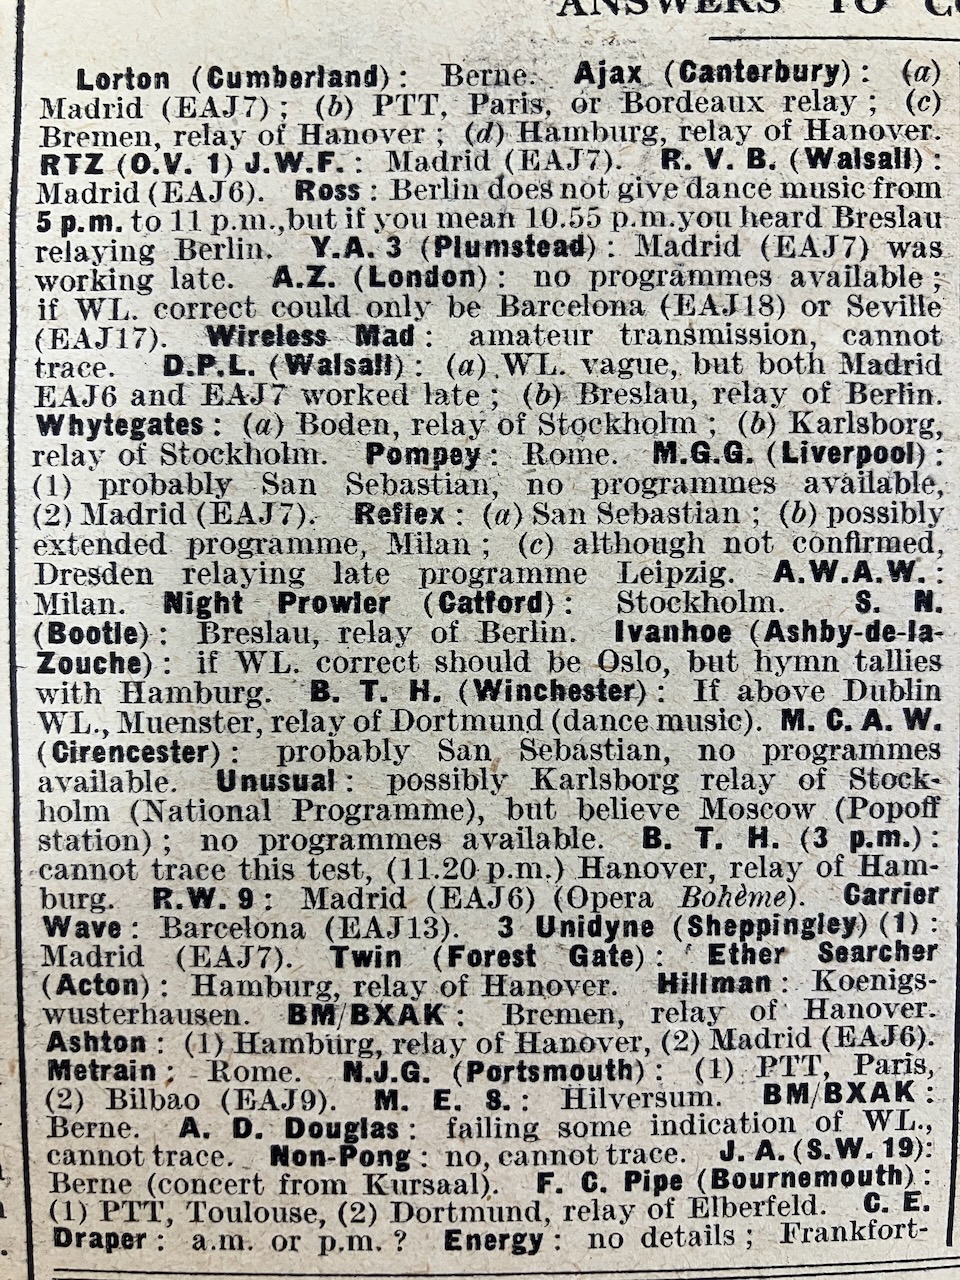 ANSWERS TO
Lorton (Cumberland): Berne. Ajax (Canterbury): (a)
Madrid (EAJ7); (b) PTT, Paris, or Bordeaux relay; (c)
Bremen, relay of Hanover; (d) Hamburg, relay of Hanover.
RTZ (O.V. 1) J.W.F.: Madrid (EAJ7). R. V. B. (Walsall):
Madrid (EAJ6). Ross: Berlin does not give dance music from
5 p.m. to 11 p.m., but if you mean 10.55 p.m. you heard Breslau
relaying Berlin. Y.A. 3 (Plumstead): Madrid (EAJ7) was
working late. A.Z. (London): no programmes available;
if WL. correct could only be Barcelona (EAJ18) or Seville
(EAJ17). Wireless Mad: amateur transmission, cannot
trace. D.P.L. (Walsall): (a) WL. vague, but both Madrid
EAJ6 and EAJ7 worked late; (b) Breslau, relay of Berlin.
Whytegates: (a) Boden, relay of Stockholm; (b) Karlsborg,
relay of Stockholm. Pompey: Rome. M.G.G. (Liverpool):
(1) probably San Sebastian, no programmes available,
(2) Madrid (EAJ7). Reflex: (a) San Sebastian; (b) possibly
extended programme, Milan; (c) although not confirmed,
Dresden relaying late programme Leipzig. A.W.A.W.:
Milan. Night Prowler (Catford): Stockholm. S. N.
(Bootle): Breslau, relay of Berlin. Ivanhoe (Ashby-de-la-
Zouche): if WL. correct should be Oslo, but hymn tallies
with Hamburg. B. T. H. (Winchester): If above Dublin
WL., Muenster, relay of Dortmund (dance music). M. C. A. W.
(Cirencester): probably San Sebastian, no programmes
available. Unusual: possibly Karlsborg relay of Stock-
holm (National Programme), but believe Moscow (Popoff
station); no programmes available. B. T. H. (3 p.m.):
cannot trace this test, (11.20 p.m.) Hanover, relay of Ham-
burg. R.W. 9: Madrid (EAJ6) (Opera Bohème). Carrier
Wave: Barcelona (EAJ13). 3 Unidyne (Sheppingley) (1):
Madrid (EAJ7). Twin (Forest Gate): Ether Searcher
(Acton): Hamburg, relay of Hanover. Hillman: Koenigs-
wusterhausen. BM/BXAK: Bremen, relay of Hanover.
Ashton: (1) Hamburg, relay of Hanover, (2) Madrid (EAJ6).
Metrain: Rome. N.J.G. (Portsmouth): (1) PTT, Paris,
(2) Bilbao (EAJ9). M. E. S.: Hilversum. BM/BXAK:
Berne. A. D. Douglas: failing some indication of WL.,
cannot trace. Non-Pong: no, cannot trace. J. A. (S.W. 19):
Berne (concert from Kursaal). F. C. Pipe (Bournemouth):
(1) PTT, Toulouse, (2) Dortmund, relay of Elberfeld. C. E.
Draper: a.m. or p.m.? Energy: no details; Frankfort-